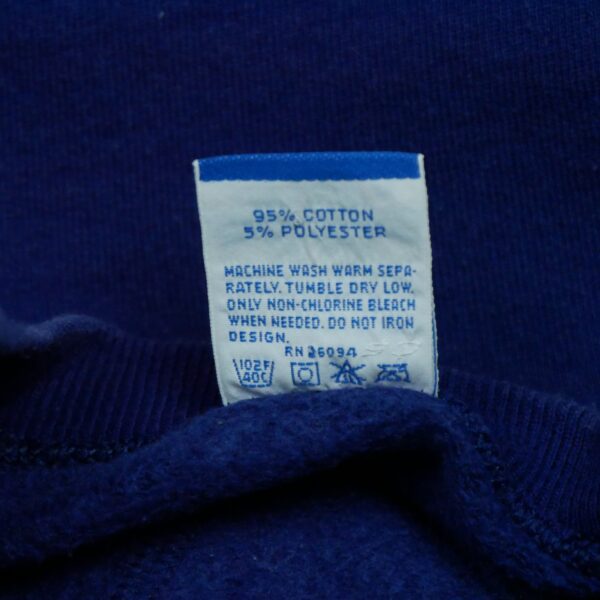 95% COTTON
5% POLYESTER
MACHINE WASH WARM SEPA-
RATELY. TUMBLE DRY LOW.
ONLY NON-CHLORINE BLEACH
WHEN NEEDED. DO NOT IRON
DESIGN.
RN 26094
102F
40C